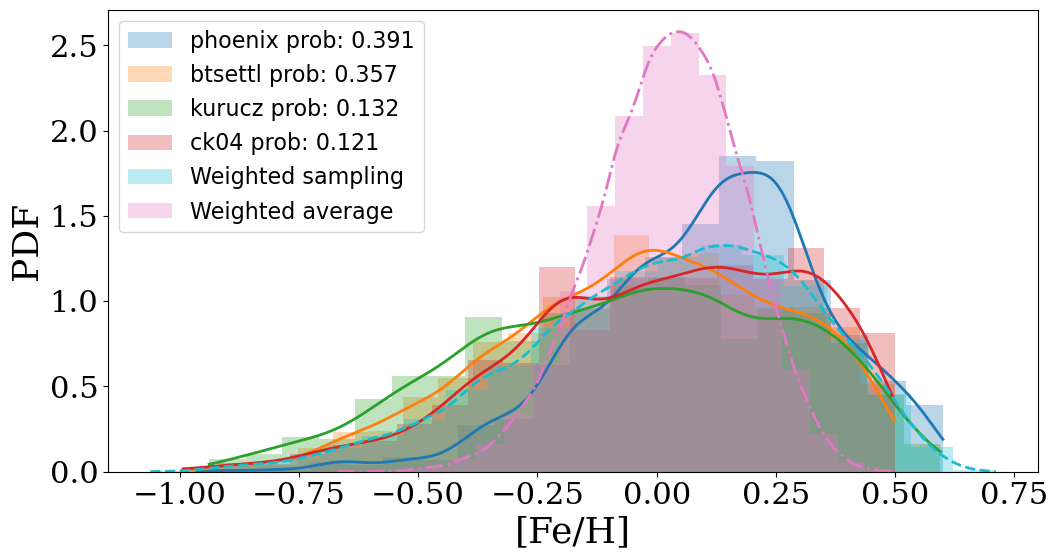 phoenix prob: 0.391
btsettl prob: 0.357
kurucz prob: 0.132
ck04 prob: 0.121
Weighted sampling
Weighted average
PDF
2.5
2.0
1.5
1.0
0.5
0.0
−1.00 −0.75 −0.50 −0.25 0.00 0.25 0.50 0.75
[Fe/H]